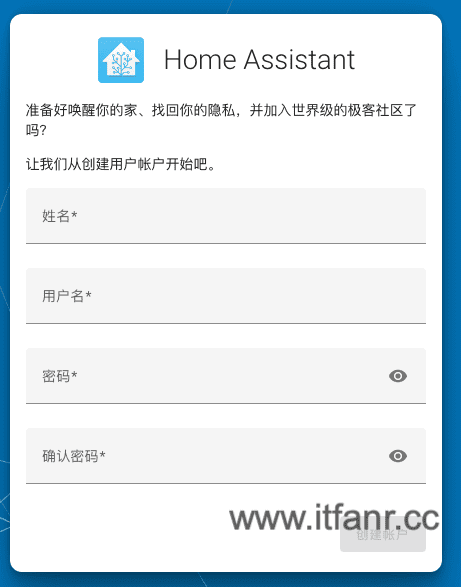 Home Assistant
准备好唤醒你的家、找回你的隐私，并加入世界级的极客社区了
吗?
让我们从创建用户帐户开始吧。
姓名*
用户名*
密码*
确认密码*
www.itfanr.cc
创建帐户